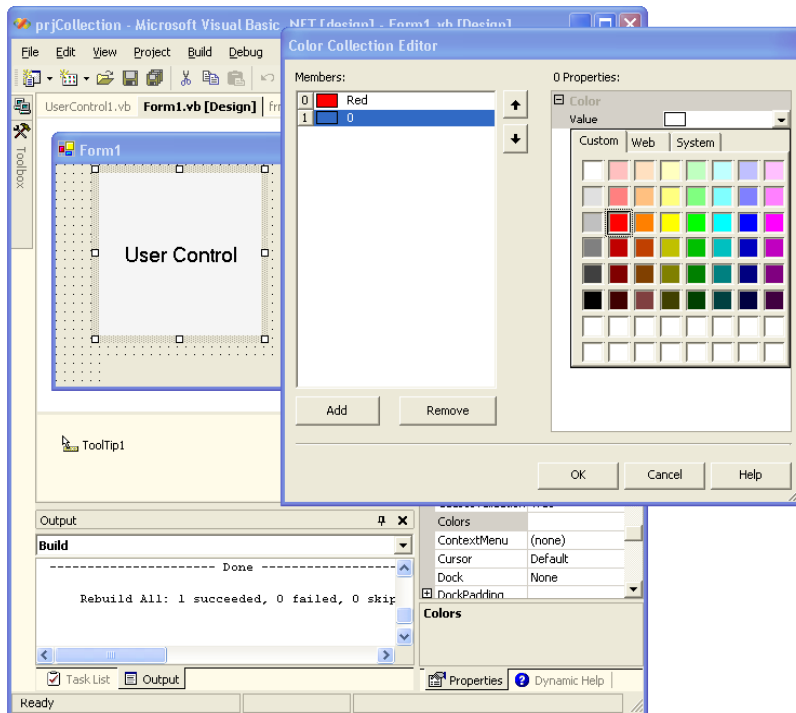 prjCollection - Microsoft Visual Basic .NET [design] - Form1.vb [Design]
File Edit View Project Build Debug
UserControl1.vb Form1.vb [Design]
Toolbox
Form1
User Control
ToolTip1
Color Collection Editor
Members:
0 Red
1 0
Add Remove
0 Properties:
Color
Value
Custom Web System
OK Cancel Help
Output
Build
---------------------- Done ----------------------
Rebuild All: 1 succeeded, 0 failed, 0 skip
Task List Output
Colors
ContextMenu (none)
Cursor Default
Dock None
DockPadding
Colors
Properties Dynamic Help
Ready